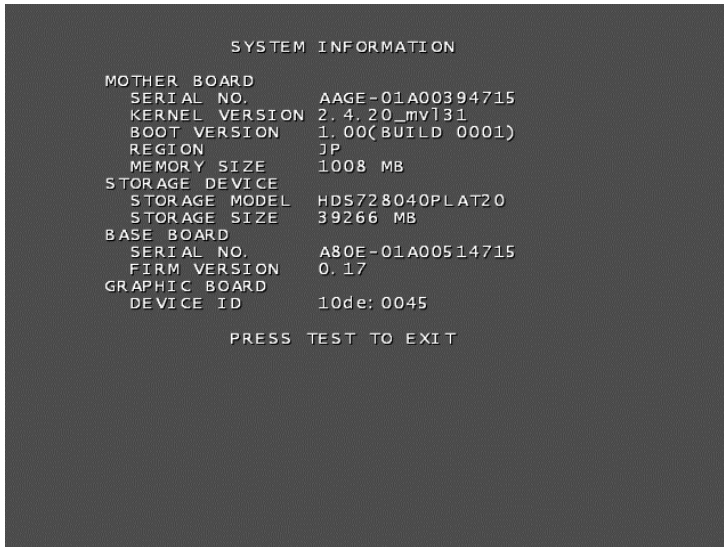 SYSTEM INFORMATION
MOTHER BOARD
SERIAL NO. AAGE-01A00394715
KERNEL VERSION 2.4.20_mvl31
BOOT VERSION 1.00(BUILD 0001)
REGION JP
MEMORY SIZE 1008 MB
STORAGE DEVICE
STORAGE MODEL HDS728040PLAT20
STORAGE SIZE 39266 MB
BASE BOARD
SERIAL NO. A80E-01A00514715
FIRM VERSION 0.17
GRAPHIC BOARD
DEVICE ID 10de:0045
PRESS TEST TO EXIT